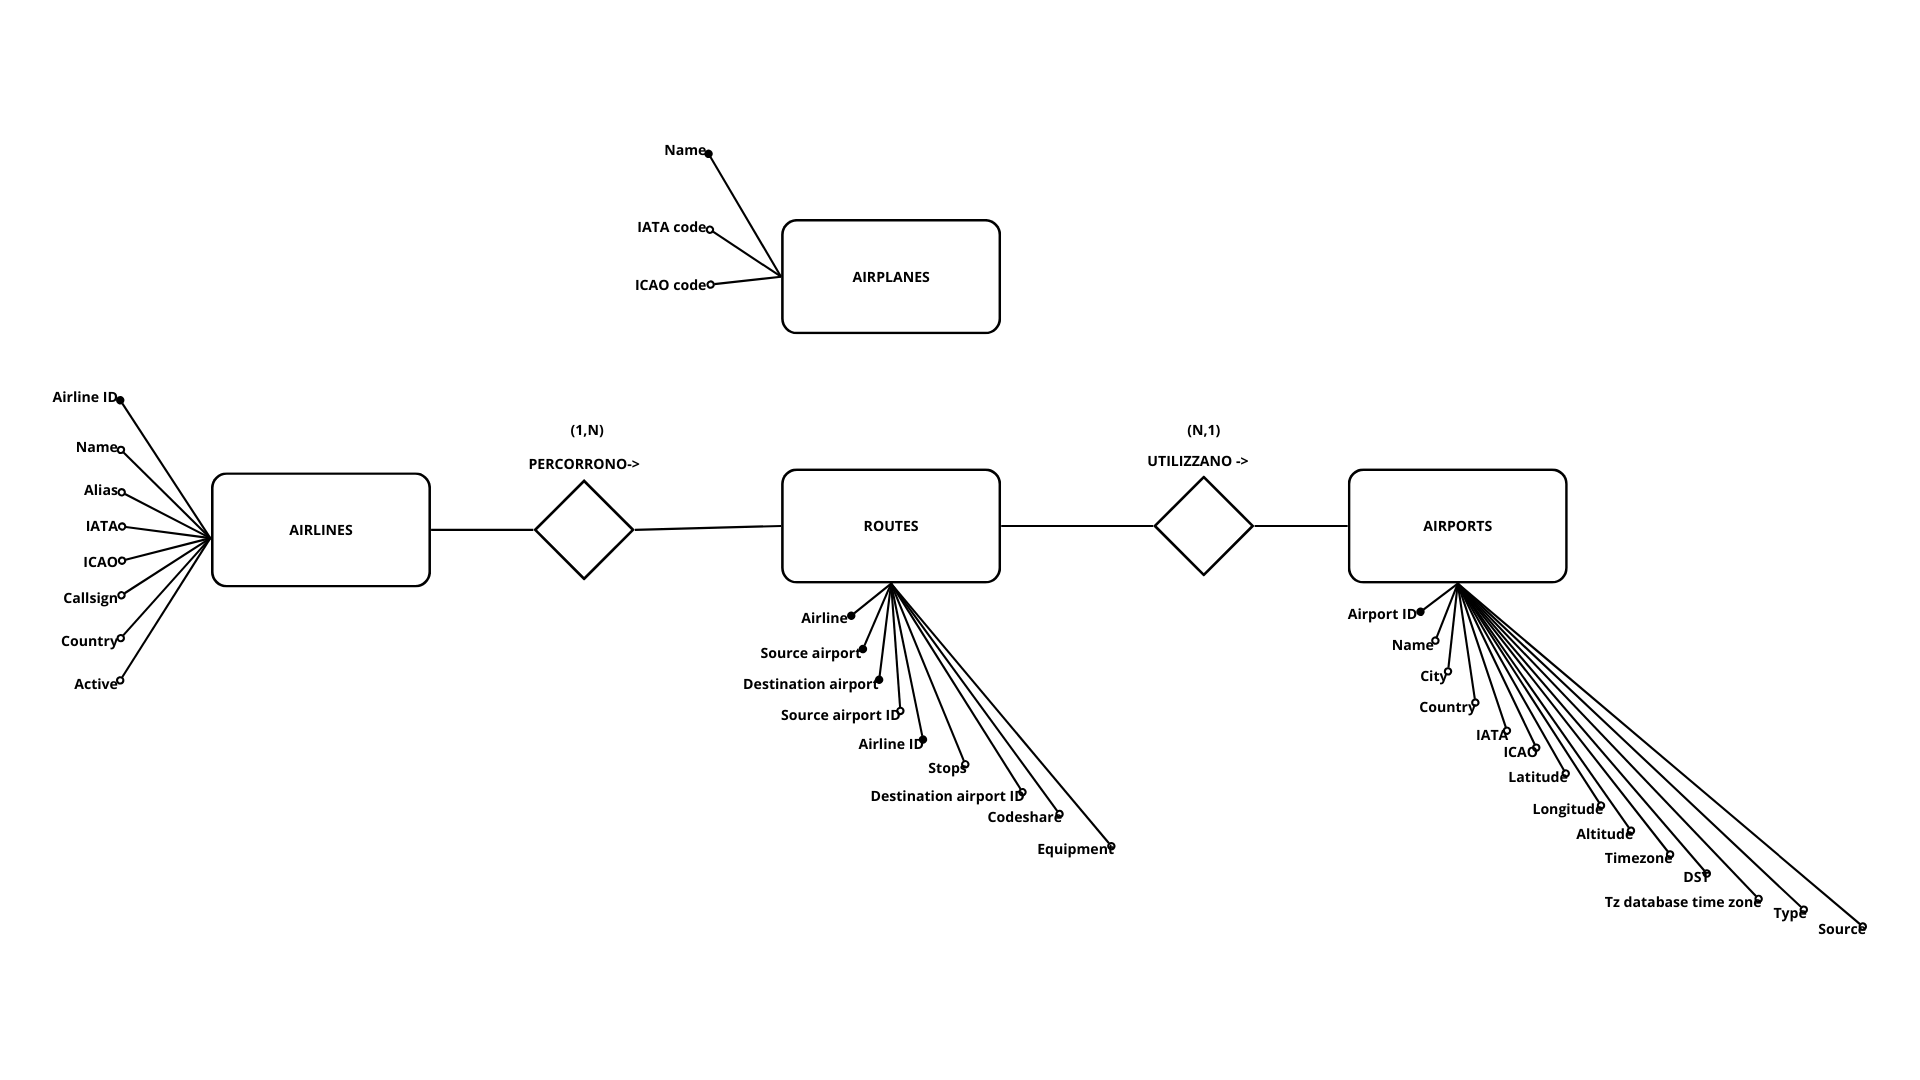 Name
IATA code
ICAO code
AIRPLANES
Airline ID
Name
Alias
IATA
ICAO
Callsign
Country
Active
AIRLINES
(1,N)
PERCORRONO->
ROUTES
(N,1)
UTILIZZANO ->
AIRPORTS
Airline
Source airport
Destination airport
Source airport ID
Airline ID
Stops
Destination airport ID
Codeshare
Equipment
Airport ID
Name
City
Country
IATA
ICAO
Latitude
Longitude
Altitude
Timezone
DST
Tz database time zone
Type
Source